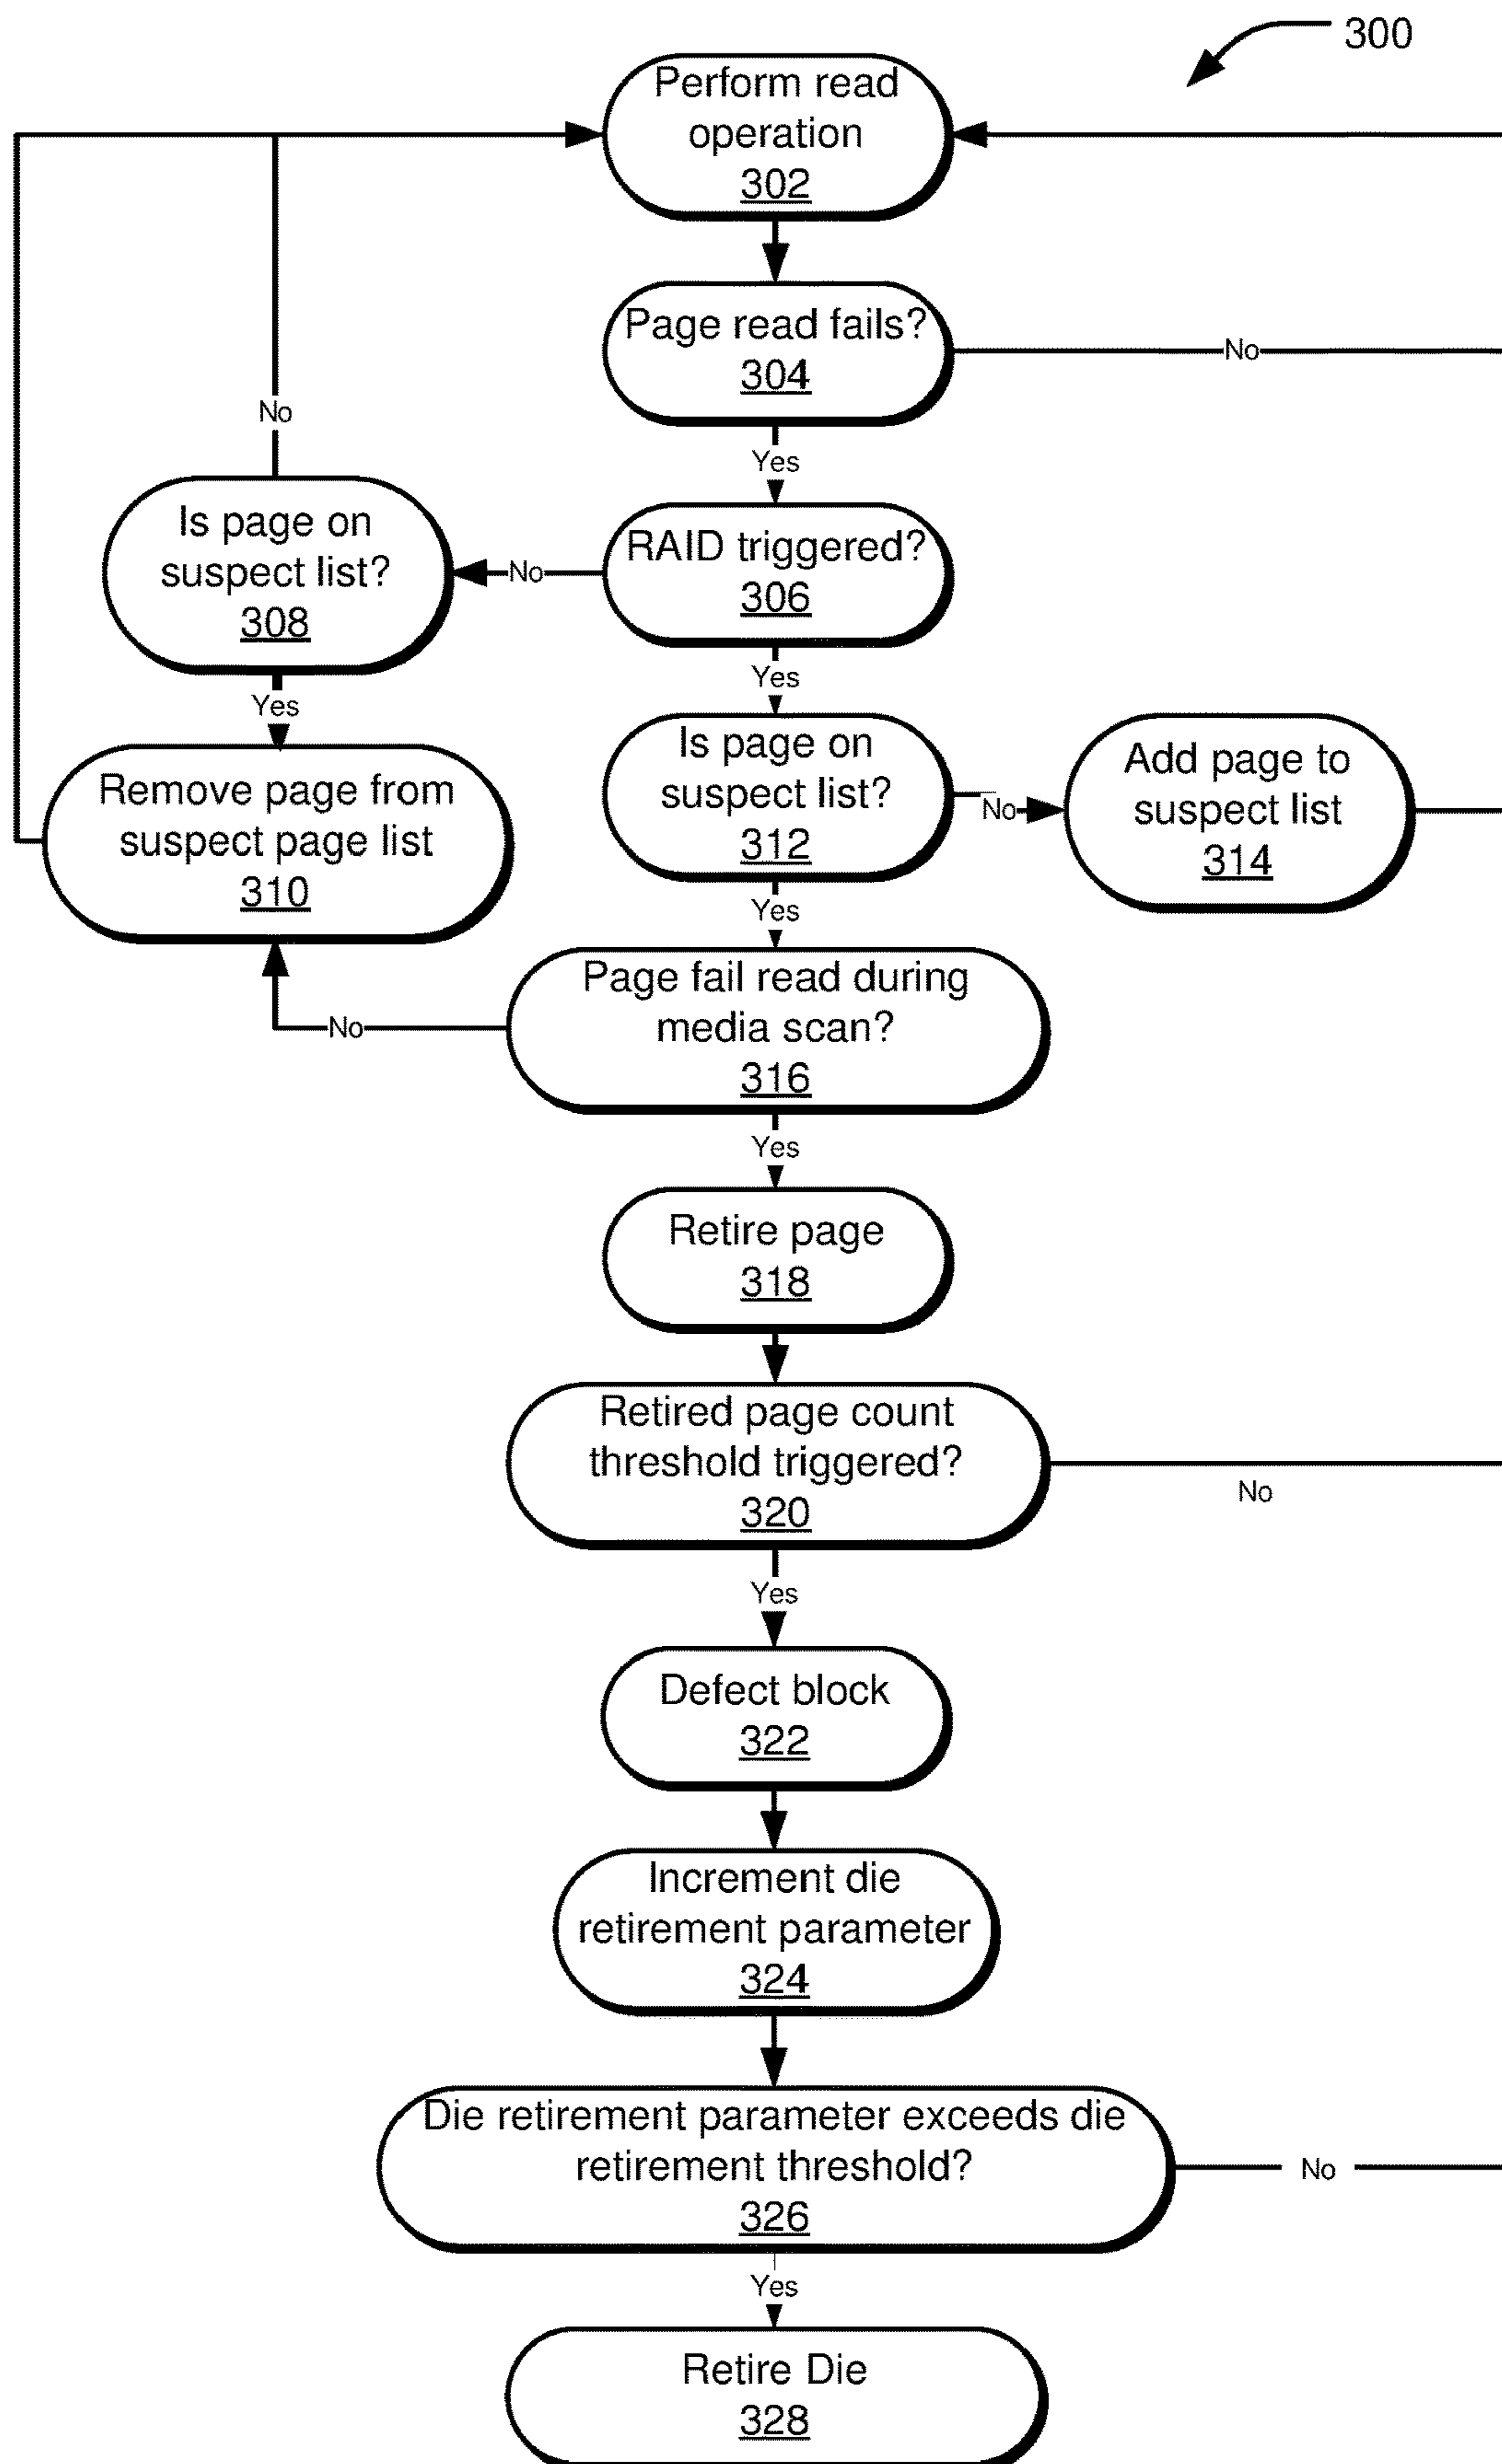 300
Perform read
operation
302
Page read fails?
304
No
Yes
No
Is page on
suspect list?
308
No
RAID triggered?
306
Yes
Yes
Is page on
suspect list?
312
No
Add page to
suspect list
314
Remove page from
suspect page list
310
Yes
Page fail read during
media scan?
316
No
Yes
Retire page
318
Retired page count
threshold triggered?
320
No
Yes
Defect block
322
Increment die
retirement parameter
324
Die retirement parameter exceeds die
retirement threshold?
326
No
Yes
Retire Die
328